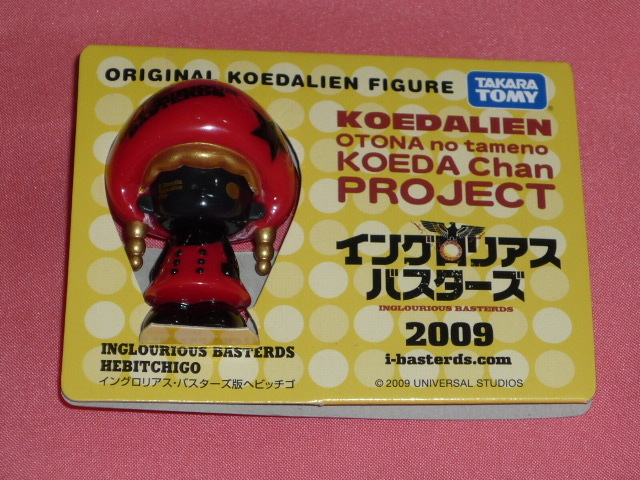 ORIGINAL KOEDALIEN FIGURE
TAKARA
TOMY
KOEDALIEN
OTONA no tameno
KOEDA Chan
PROJECT
イングロリアス
バスターズ
INGLOURIOUS BASTERDS
2009
i-basterds.com
INGLOURIOUS BASTERDS
HEBITCHIGO
イングロリアス・バスターズ版ヘビッチゴ
© 2009 UNIVERSAL STUDIOS